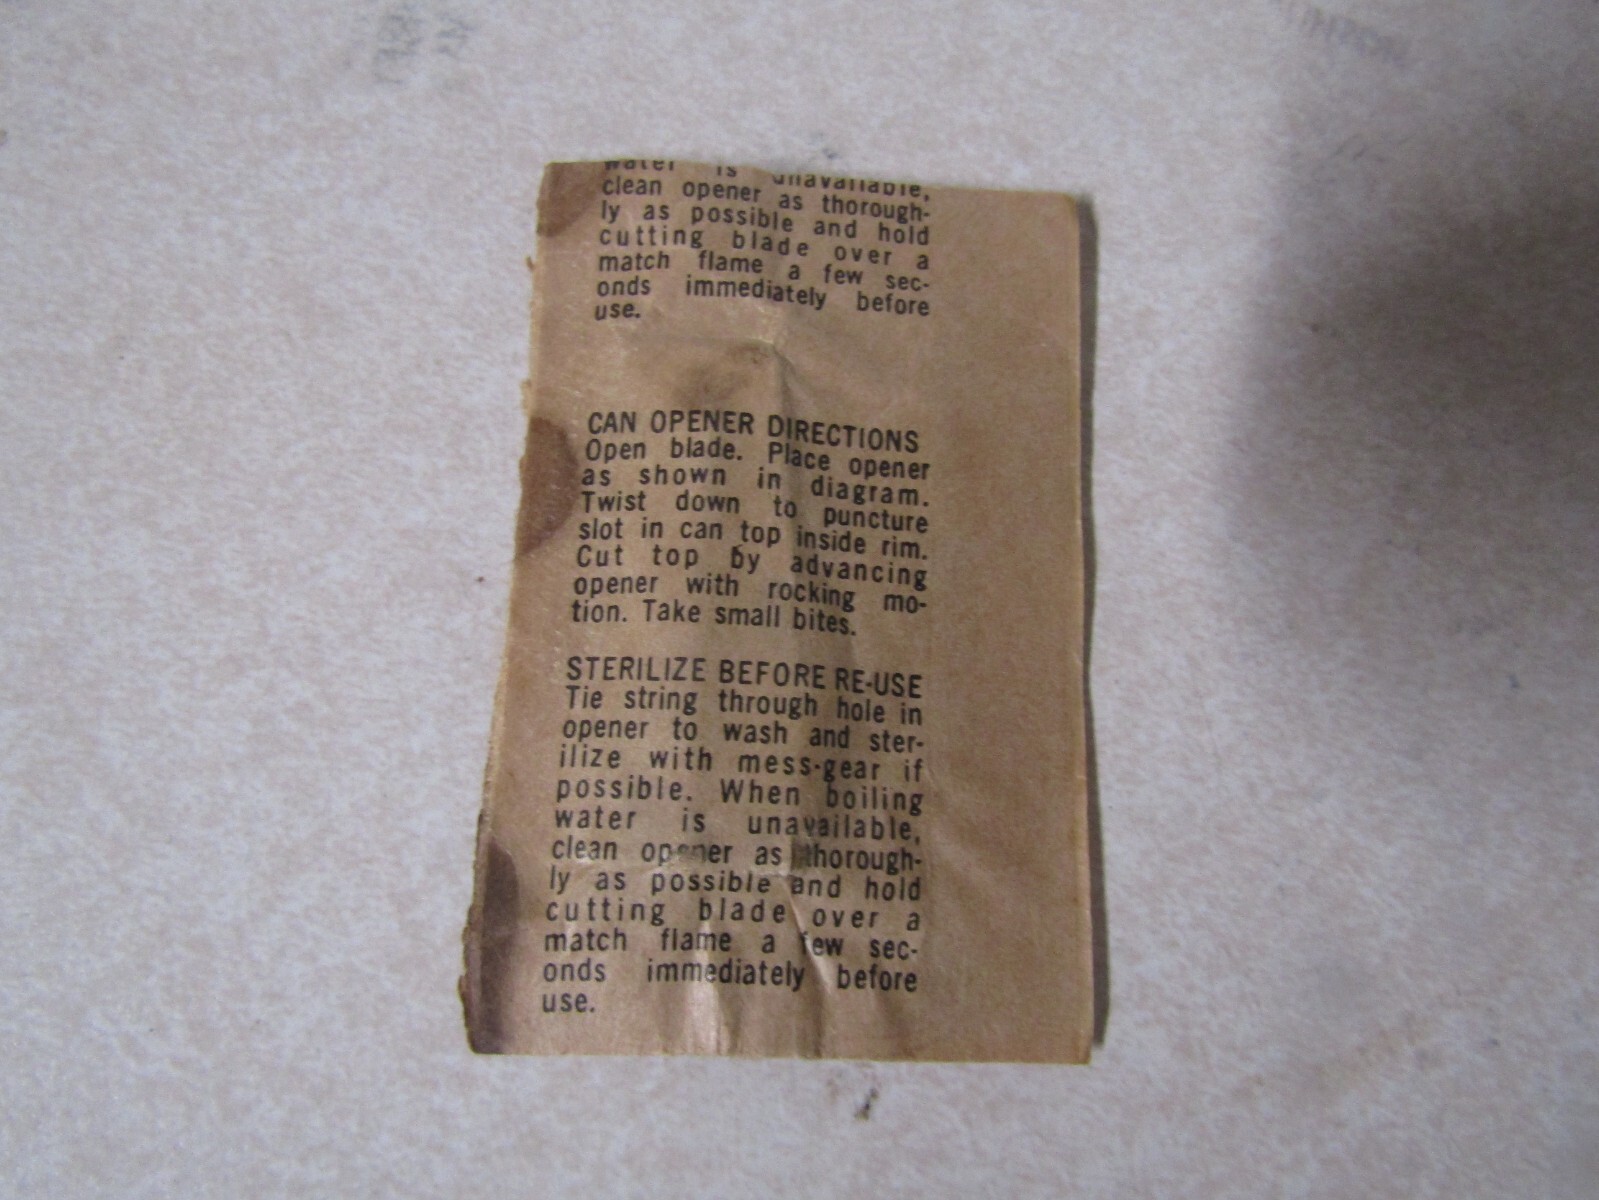 water is unavailable,
clean opener as thorough-
ly as possible and hold
cutting blade over a
match flame a few sec-
onds immediately before
use.
CAN OPENER DIRECTIONS
Open blade. Place opener
as shown in diagram.
Twist down to puncture
slot in can top inside rim.
Cut top by advancing
opener with rocking mo-
tion. Take small bites.
STERILIZE BEFORE RE-USE
Tie string through hole in
opener to wash and ster-
ilize with mess-gear if
possible. When boiling
water is unavailable,
clean opener as thorough-
ly as possible and hold
cutting blade over a
match flame a few sec-
onds immediately before
use.